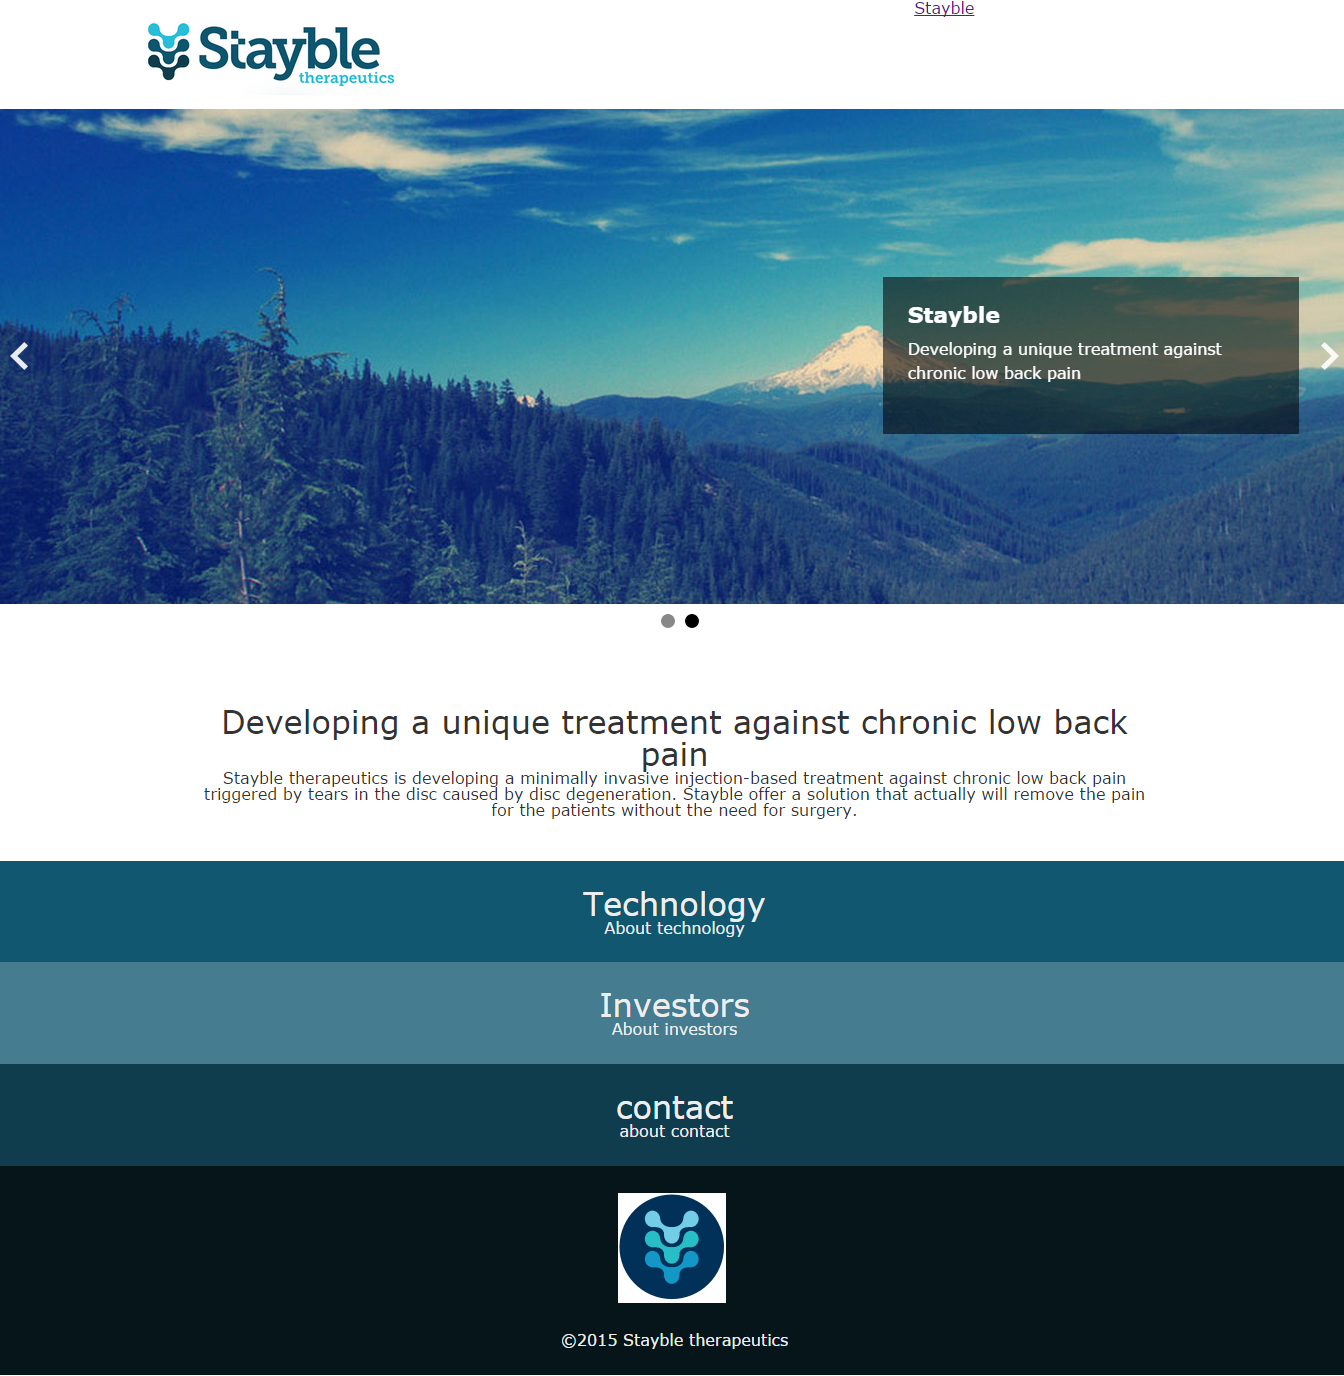 Stayble
Stayble
therapeutics
Stayble
Developing a unique treatment against
chronic low back pain
Developing a unique treatment against chronic low back
pain
Stayble therapeutics is developing a minimally invasive injection-based treatment against chronic low back pain
triggered by tears in the disc caused by disc degeneration. Stayble offer a solution that actually will remove the pain
for the patients without the need for surgery.
Technology
About technology
Investors
About investors
contact
about contact
©2015 Stayble therapeutics